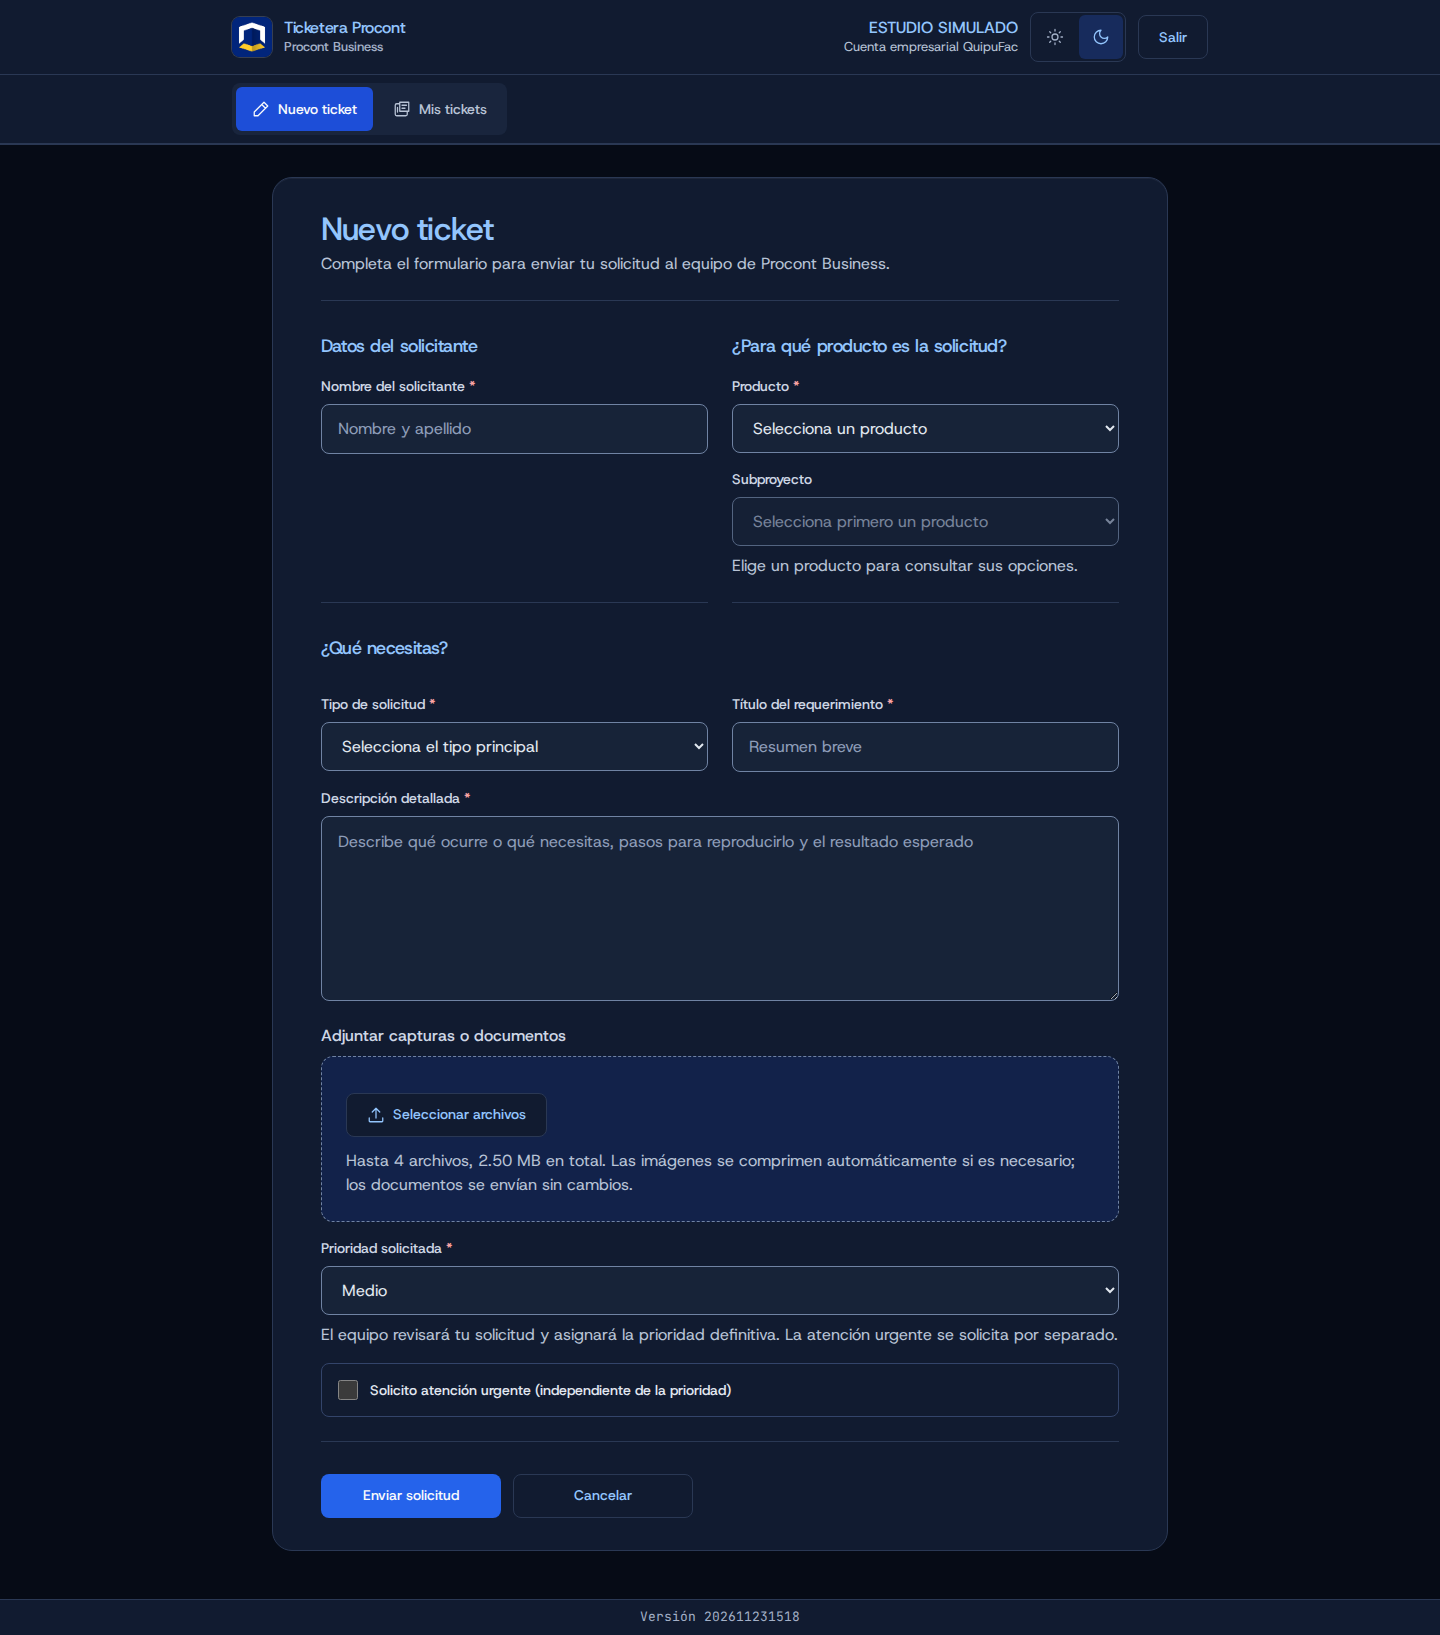 Ticketera Procont
Procont Business
ESTUDIO SIMULADO
Cuenta empresarial QuipuFac
Salir
Nuevo ticket
Mis tickets
Nuevo ticket
Completa el formulario para enviar tu solicitud al equipo de Procont Business.
Datos del solicitante
Nombre del solicitante *
Nombre y apellido
¿Para qué producto es la solicitud?
Producto *
Selecciona un producto
Subproyecto
Selecciona primero un producto
Elige un producto para consultar sus opciones.
¿Qué necesitas?
Tipo de solicitud *
Selecciona el tipo principal
Título del requerimiento *
Resumen breve
Descripción detallada *
Describe qué ocurre o qué necesitas, pasos para reproducirlo y el resultado esperado
Adjuntar capturas o documentos
Seleccionar archivos
Hasta 4 archivos, 2.50 MB en total. Las imágenes se comprimen automáticamente si es necesario;
los documentos se envían sin cambios.
Prioridad solicitada *
Medio
El equipo revisará tu solicitud y asignará la prioridad definitiva. La atención urgente se solicita por separado.
Solicito atención urgente (independiente de la prioridad)
Enviar solicitud
Cancelar
Versión 202611231518